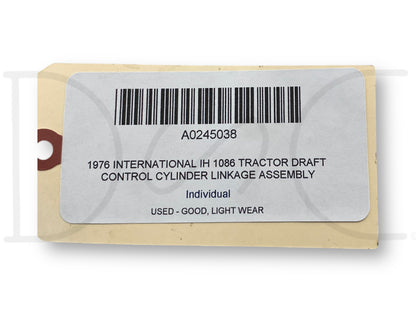 A0245038
1976 INTERNATIONAL IH 1086 TRACTOR DRAFT
CONTROL CYLINDER LINKAGE ASSEMBLY
Individual
USED - GOOD, LIGHT WEAR